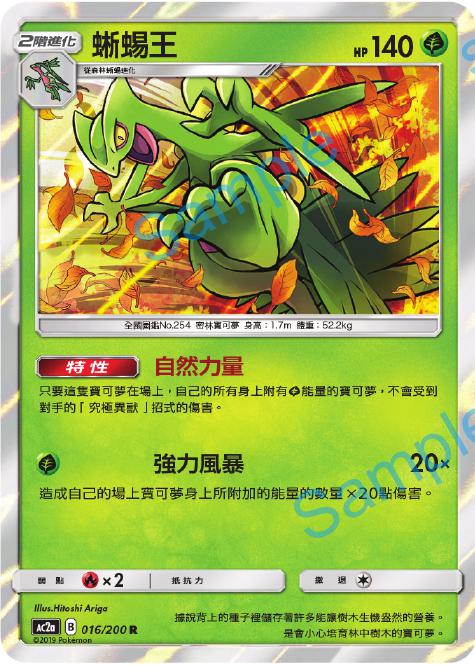 2階進化
蜥蜴王
HP 140
從森林蜥蜴進化
Sample
全國圖鑑No.254 密林寶可夢 身高：1.7m 體重：52.2kg
特性 自然力量
只要這隻寶可夢在場上，自己的所有身上附有能量的寶可夢，不會受到
對手的「究極異獸」招式的傷害。
強力風暴 20×
造成自己的場上寶可夢身上所附加的能量的數量×20點傷害。
Sample
弱點 ×2 抵抗力 撤退
Illus.Hitoshi Ariga
AC2a B 016/200 R
©2019 Pokémon
據說背上的種子裡儲存著許多能讓樹木生機盎然的營養。
是會小心培育林中樹木的寶可夢。